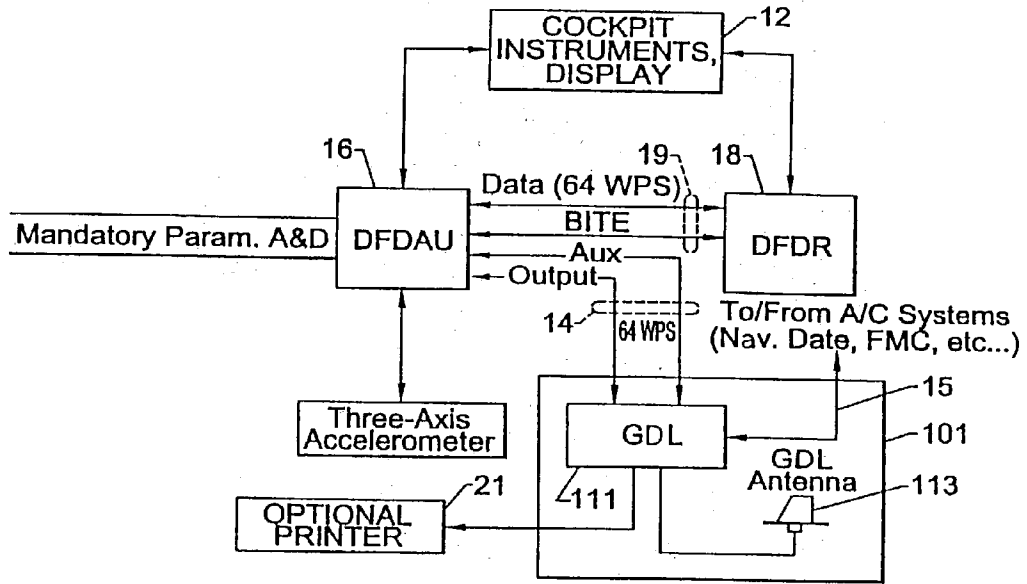 12
COCKPIT
INSTRUMENTS,
DISPLAY
16
19
18
Data (64 WPS)
BITE
Mandatory Param. A&D
DFDAU
DFDR
Aux
Output
14
64 WPS
To/From A/C Systems
(Nav. Date, FMC, etc...)
15
Three-Axis
Accelerometer
GDL
101
GDL
Antenna
111
113
21
OPTIONAL
PRINTER